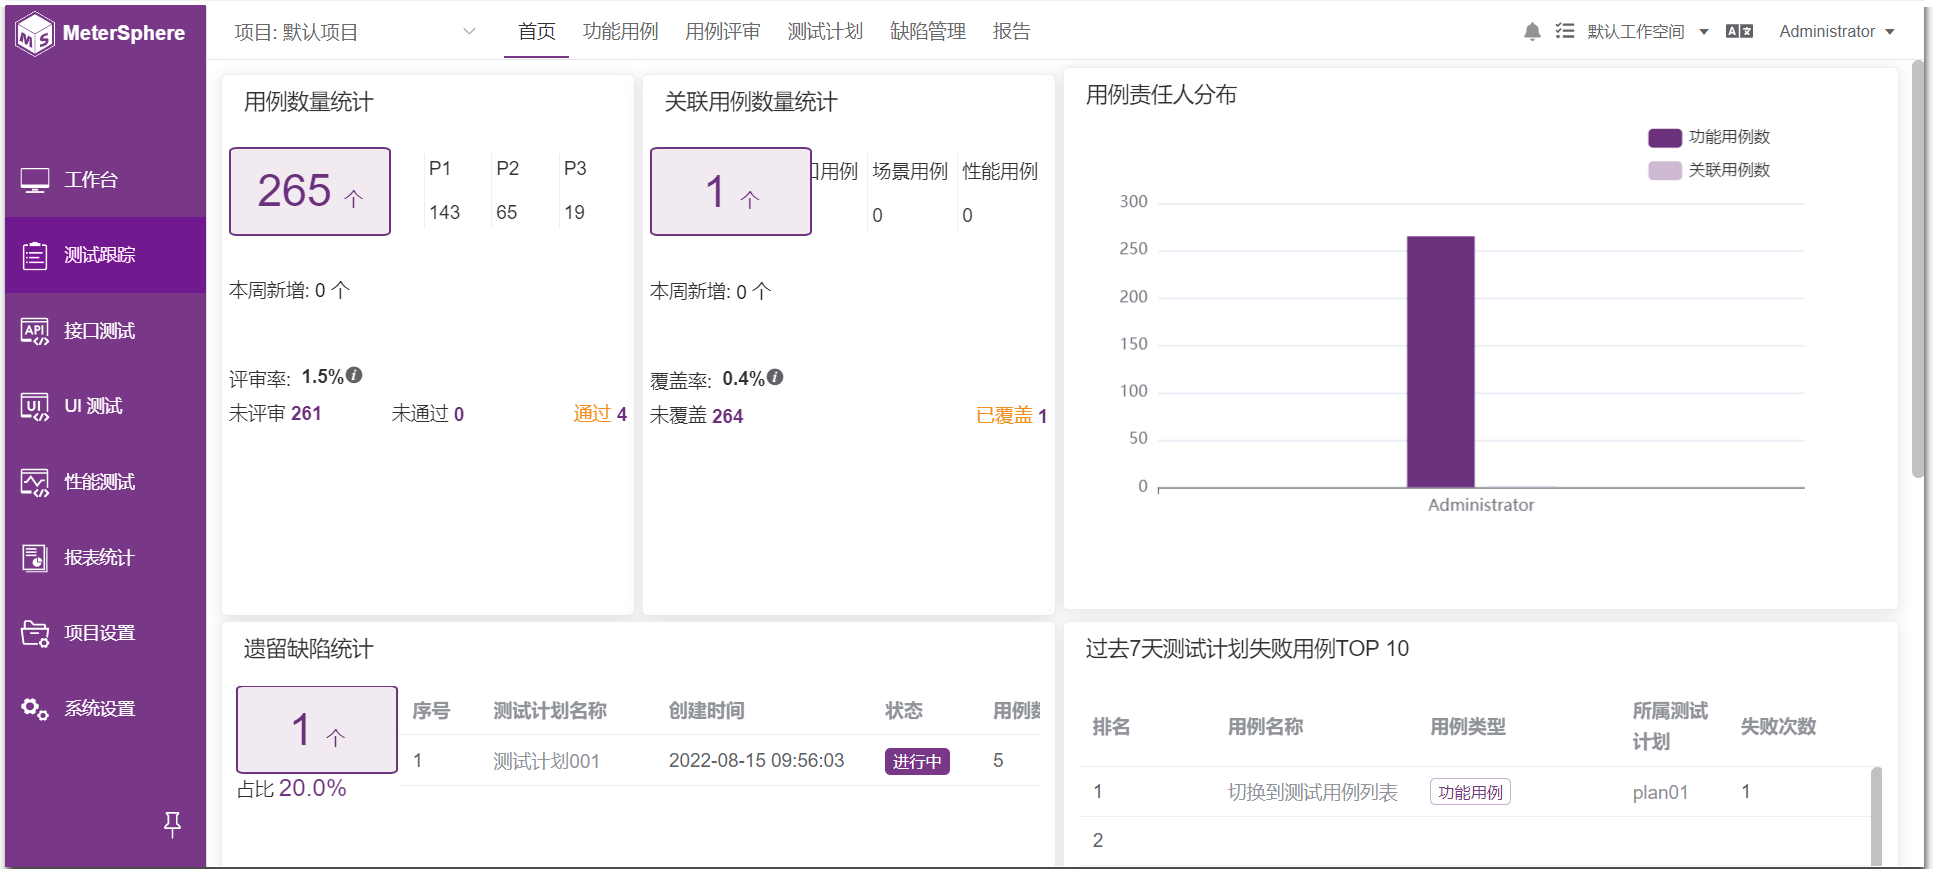 MeterSphere
项目: 默认项目
首页
功能用例
用例评审
测试计划
缺陷管理
报告
默认工作空间
Administrator
工作台
测试跟踪
接口测试
UI 测试
性能测试
报表统计
项目设置
系统设置
用例数量统计
265 个
P1
P2
P3
143
65
19
本周新增: 0 个
评审率: 1.5%
未评审 261
未通过 0
通过 4
关联用例数量统计
1 个
口用例
场景用例
性能用例
0
0
本周新增: 0 个
覆盖率: 0.4%
未覆盖 264
已覆盖 1
用例责任人分布
功能用例数
关联用例数
300
250
200
150
100
50
0
Administrator
遗留缺陷统计
1 个
占比 20.0%
序号
测试计划名称
创建时间
状态
用例数
1
测试计划001
2022-08-15 09:56:03
进行中
5
过去7天测试计划失败用例TOP 10
排名
用例名称
用例类型
所属测试
计划
失败次数
1
切换到测试用例列表
功能用例
plan01
1
2